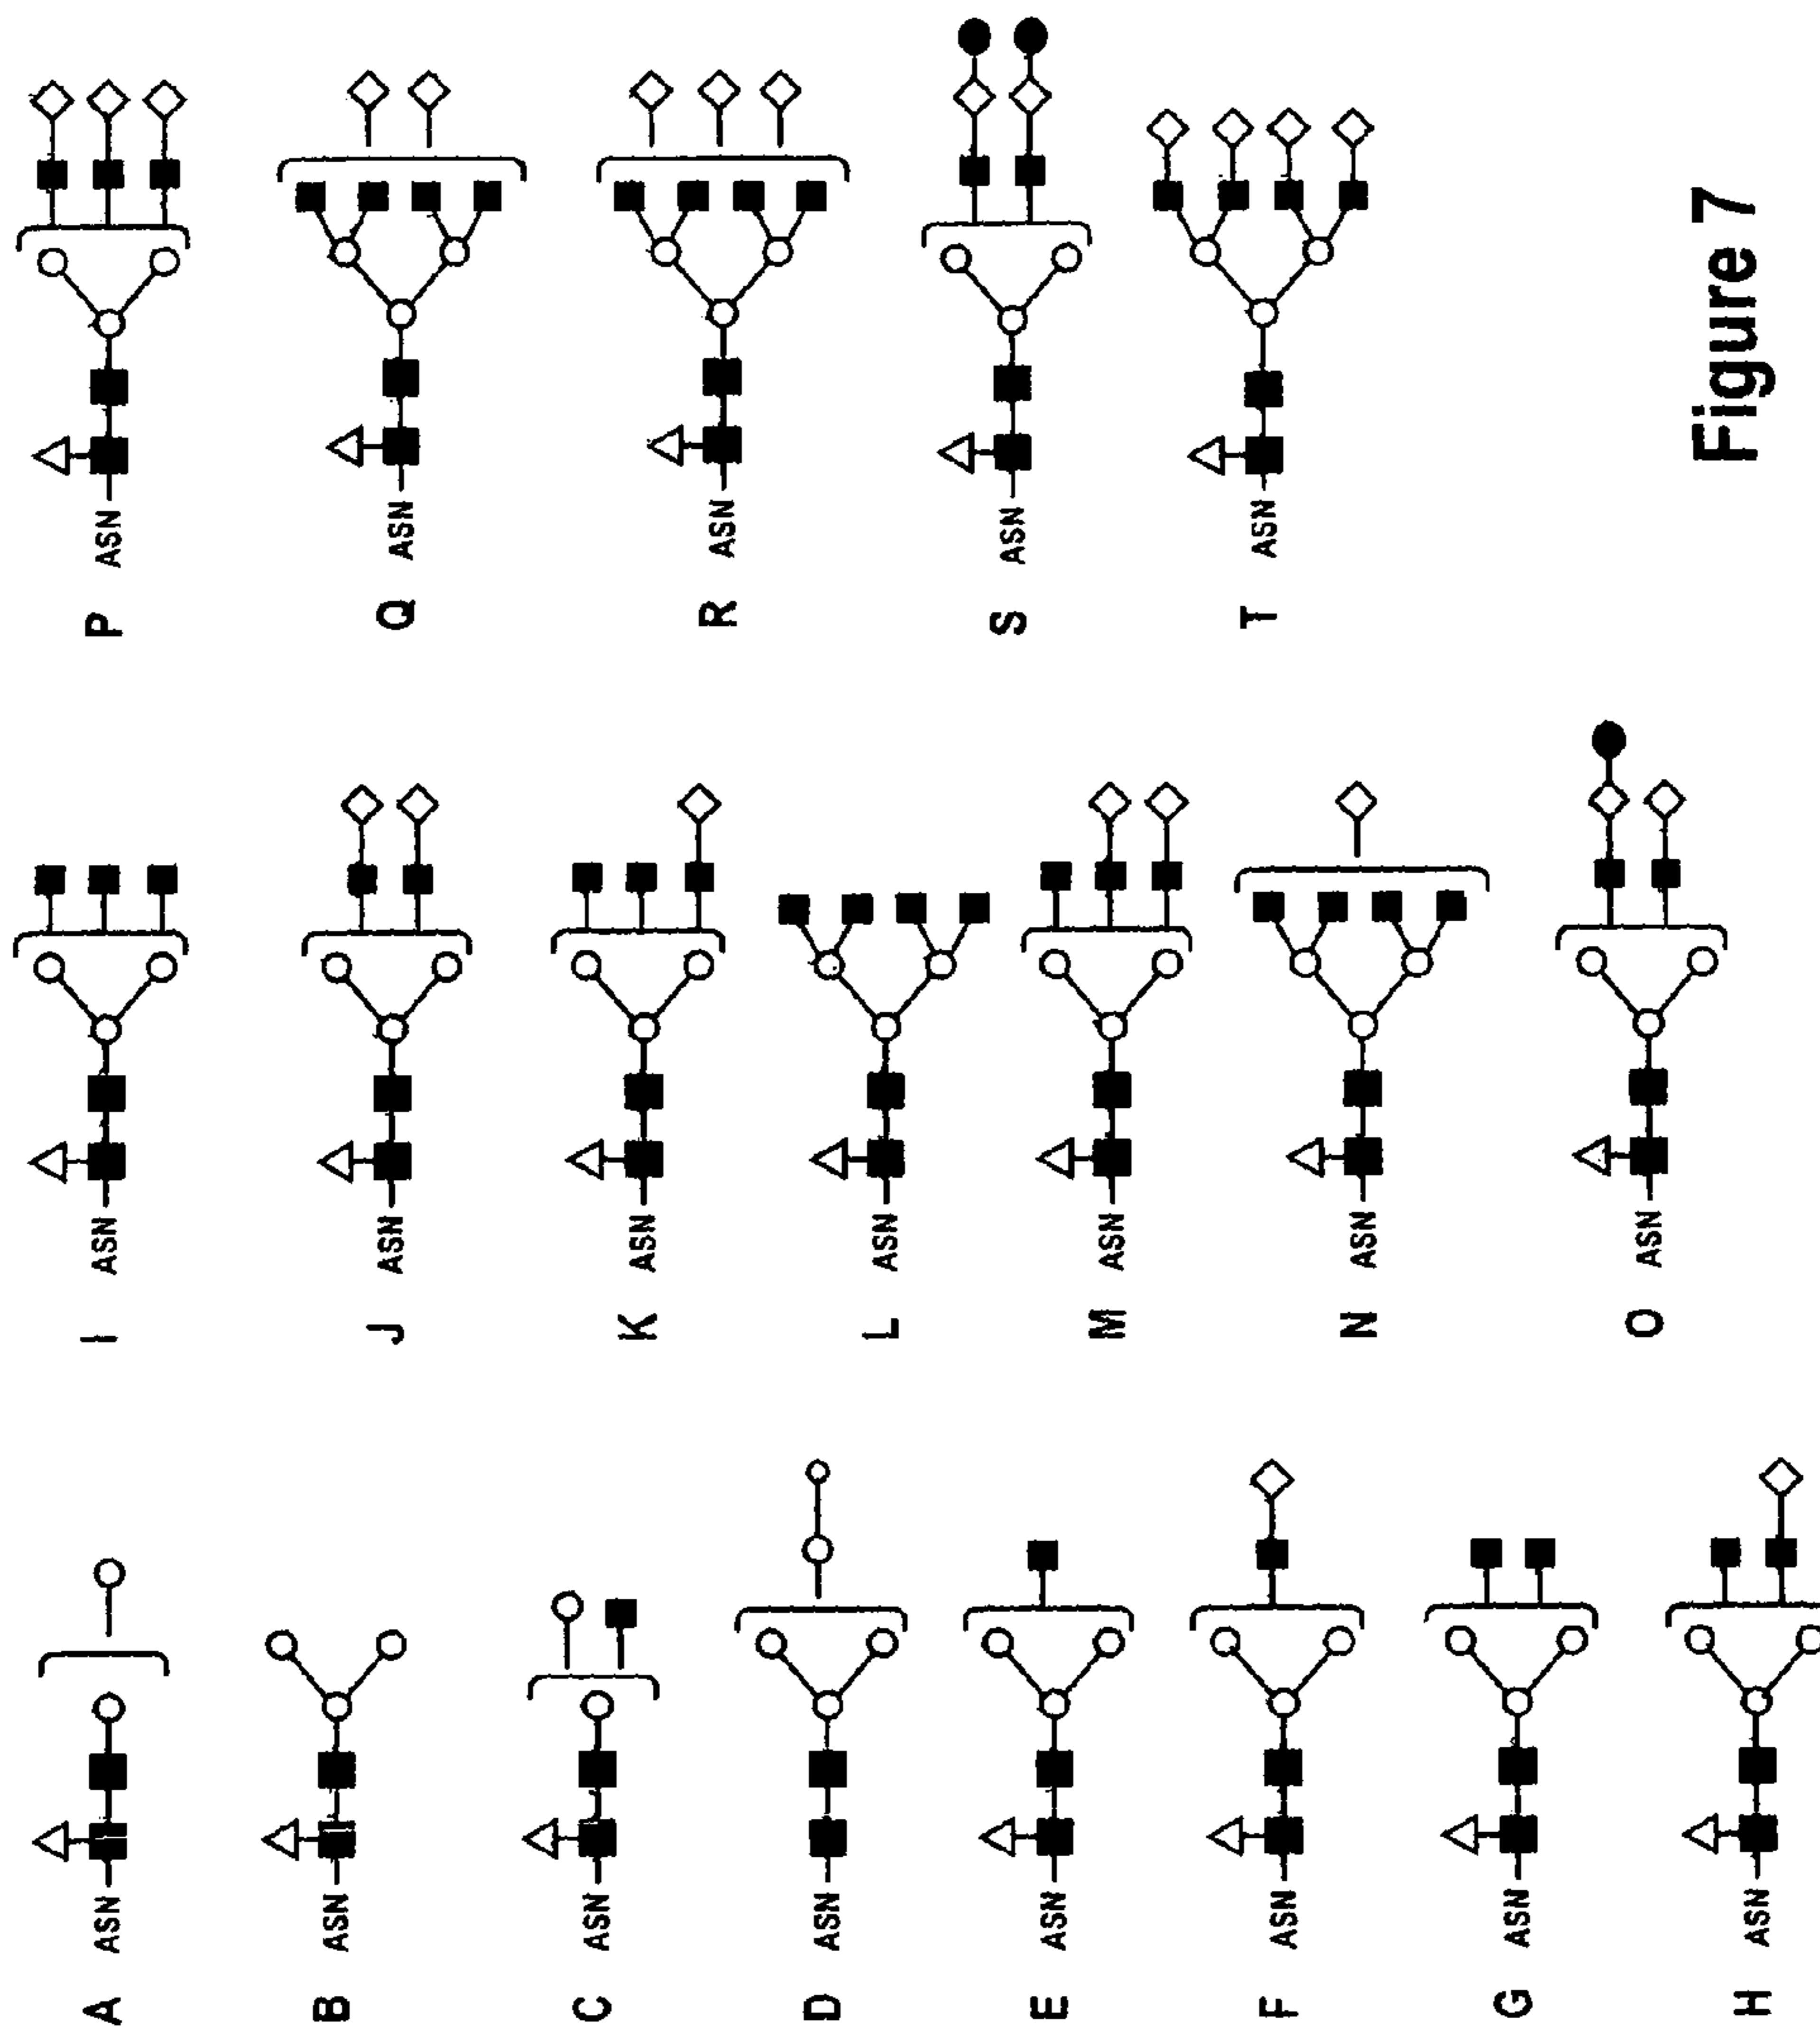 A ASN
B ASN
C ASN
D ASN
E ASN
F ASN
G ASN
H ASN
I ASN
J ASN
K ASN
L ASN
M ASN
N ASN
O ASN
P ASN
Q ASN
R ASN
S ASN
T ASN
Figure 7